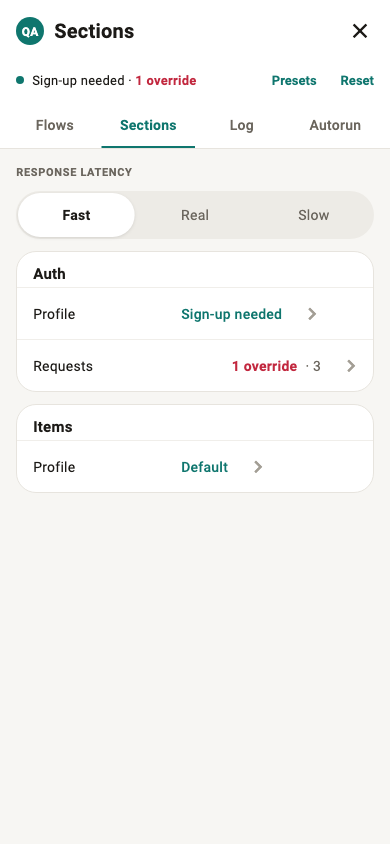 QA Sections
Sign-up needed · 1 override Presets Reset
Flows Sections Log Autorun
RESPONSE LATENCY
Fast Real Slow
Auth
Profile Sign-up needed
Requests 1 override · 3
Items
Profile Default